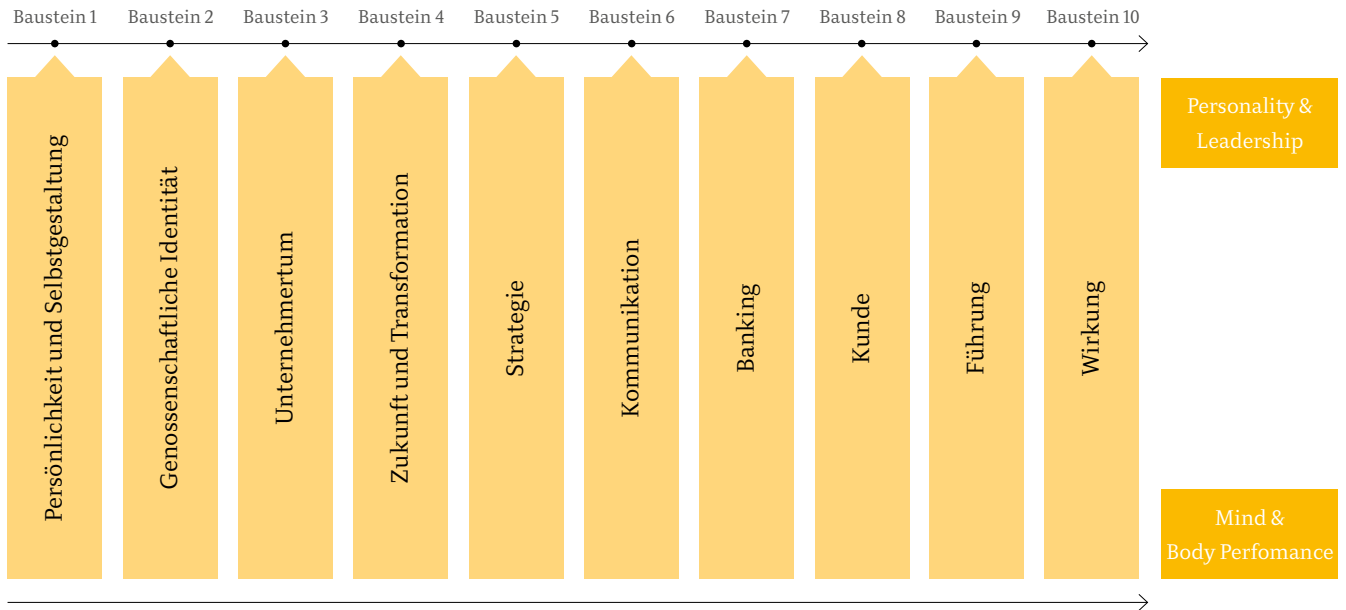 Baustein 1
Baustein 2
Baustein 3
Baustein 4
Baustein 5
Baustein 6
Baustein 7
Baustein 8
Baustein 9
Baustein 10
Persönlichkeit und Selbstgestaltung
Genossenschaftliche Identität
Unternehmertum
Zukunft und Transformation
Strategie
Kommunikation
Banking
Kunde
Führung
Wirkung
Personality &
Leadership
Mind &
Body Perfomance